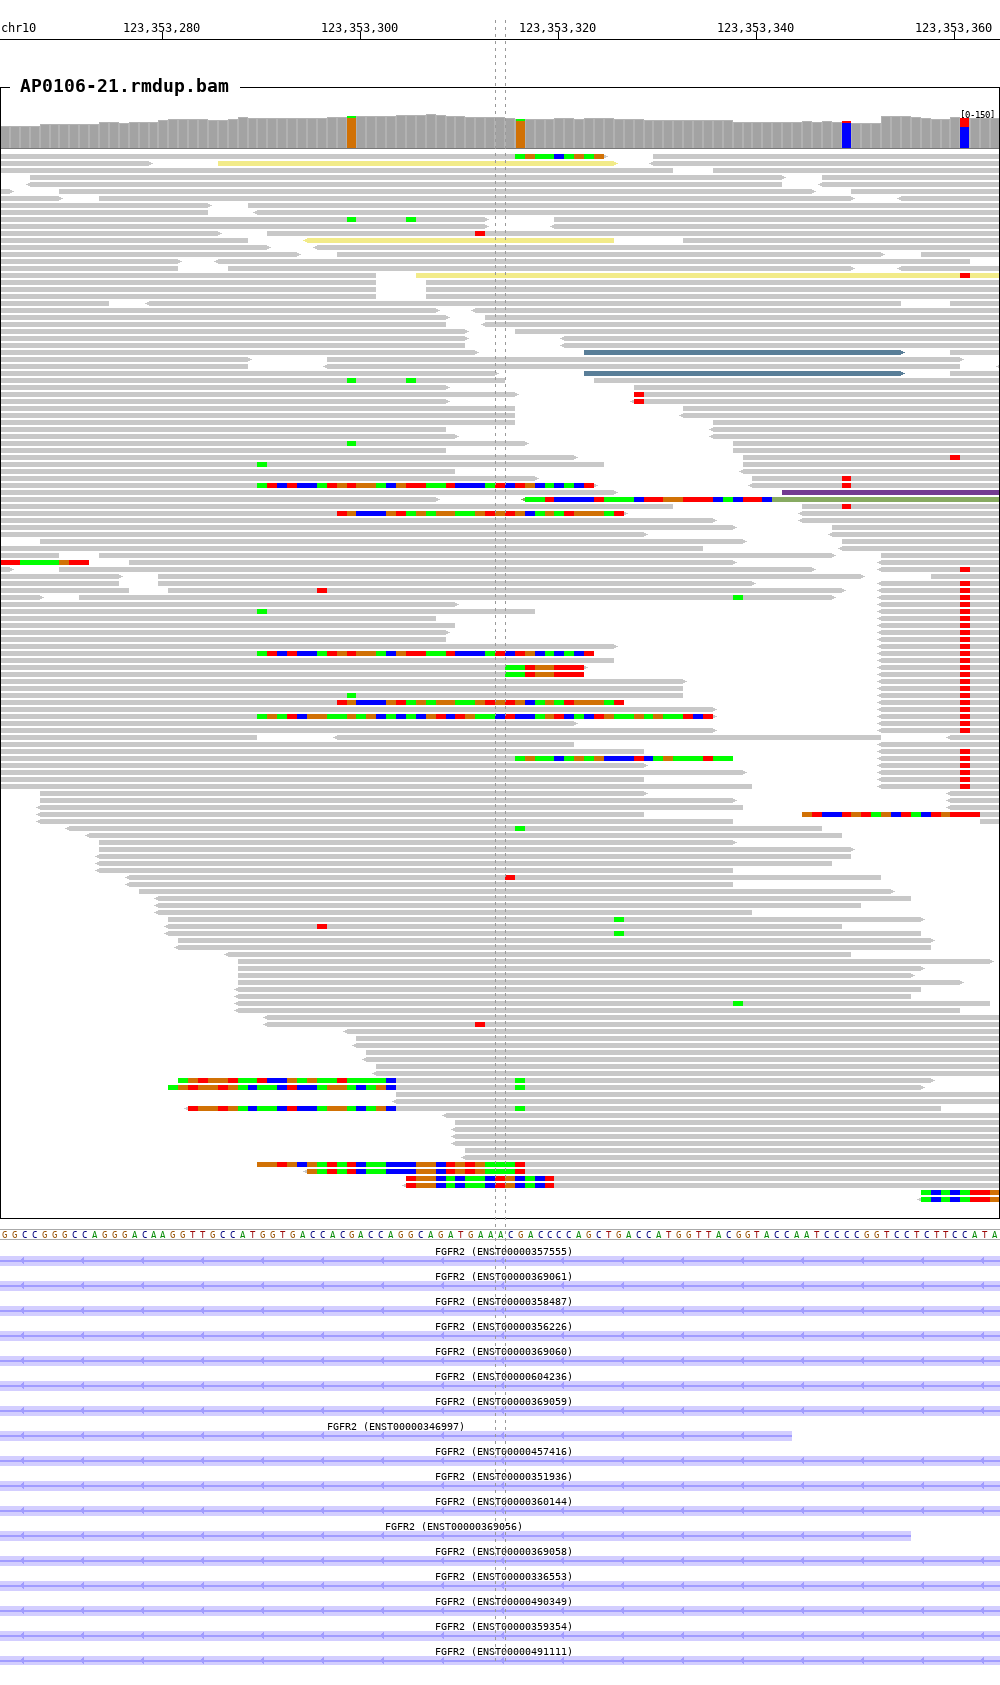 chr10 123,353,280 123,353,300 123,353,320 123,353,340 123,353,360
AP0106-21.rmdup.bam
[0-150]
GGCCGGGCCAGGGACAAGGTTGCCATGGTGACCACGACCAGGCAGATGAAACGACCCCAGCTGACCATGGTTACGGTACCAATCCCCGGTCCTCTTCCATA
FGFR2 (ENST00000357555)
FGFR2 (ENST00000369061)
FGFR2 (ENST00000358487)
FGFR2 (ENST00000356226)
FGFR2 (ENST00000369060)
FGFR2 (ENST00000604236)
FGFR2 (ENST00000369059)
FGFR2 (ENST00000346997)
FGFR2 (ENST00000457416)
FGFR2 (ENST00000351936)
FGFR2 (ENST00000360144)
FGFR2 (ENST00000369056)
FGFR2 (ENST00000369058)
FGFR2 (ENST00000336553)
FGFR2 (ENST00000490349)
FGFR2 (ENST00000359354)
FGFR2 (ENST00000491111)